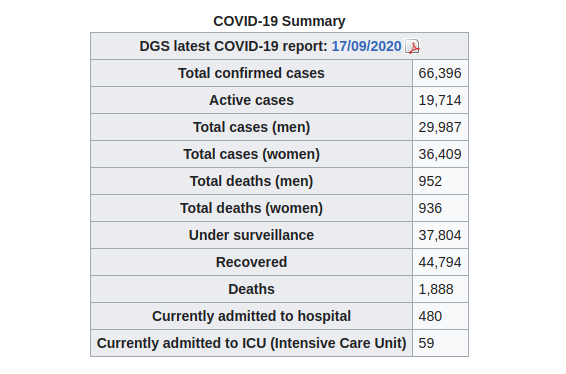 COVID-19 Summary
DGS latest COVID-19 report: 17/09/2020
Total confirmed cases 66,396
Active cases 19,714
Total cases (men) 29,987
Total cases (women) 36,409
Total deaths (men) 952
Total deaths (women) 936
Under surveillance 37,804
Recovered 44,794
Deaths 1,888
Currently admitted to hospital 480
Currently admitted to ICU (Intensive Care Unit) 59